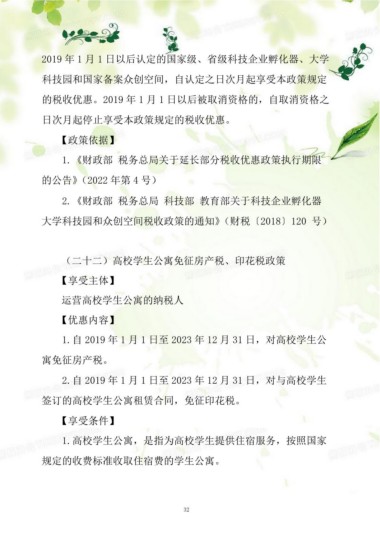 2019 年 1 月 1 日以后认定的国家级、省级科技企业孵化器、大学
科技园和国家备案众创空间，自认定之日次月起享受本政策规定
的税收优惠。2019 年 1 月 1 日以后被取消资格的，自取消资格之
日次月起停止享受本政策规定的税收优惠。
【政策依据】
1.《财政部 税务总局关于延长部分税收优惠政策执行期限
的公告》（2022 年第 4 号）
2.《财政部 税务总局 科技部 教育部关于科技企业孵化器
大学科技园和众创空间税收政策的通知》（财税〔2018〕120 号）
（二十二）高校学生公寓免征房产税、印花税政策
【享受主体】
运营高校学生公寓的纳税人
【优惠内容】
1.自 2019 年 1 月 1 日至 2023 年 12 月 31 日，对高校学生公
寓免征房产税。
2.自 2019 年 1 月 1 日至 2023 年 12 月 31 日，对与高校学生
签订的高校学生公寓租赁合同，免征印花税。
【享受条件】
1.高校学生公寓，是指为高校学生提供住宿服务，按照国家
规定的收费标准收取住宿费的学生公寓。
32